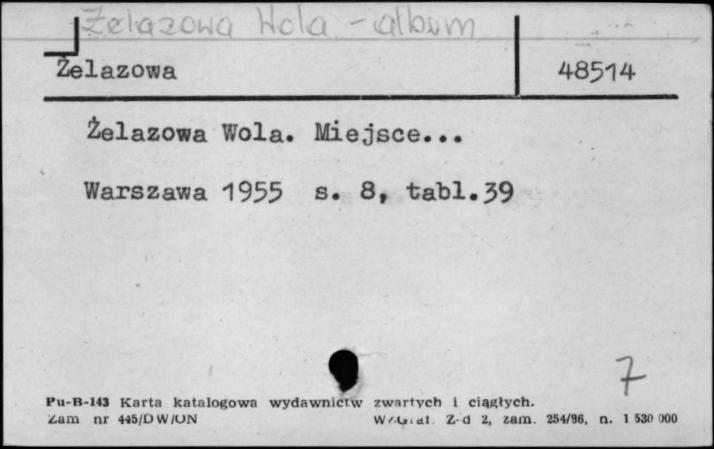 Żelazowa Wola - album
Żelazowa 48514
Żelazowa Wola. Miejsce...
Warszawa 1955 s. 8, tabl.39
7
Pu-B-143 Karta katalogowa wydawnictw zwartych i ciągłych.
Zam nr 445/DW/UN Z-d 2, zam. 254/86, n. 1 530 000